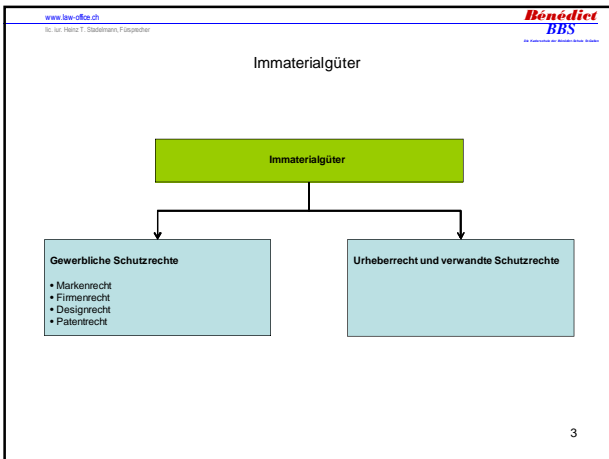 www.law-office.ch
lic. iur. Heinz T. Stadelmann, Fürsprecher
Bénédict
BBS
Immaterialgüter
Immaterialgüter
Gewerbliche Schutzrechte
• Markenrecht
• Firmenrecht
• Designrecht
• Patentrecht
Urheberrecht und verwandte Schutzrechte
3